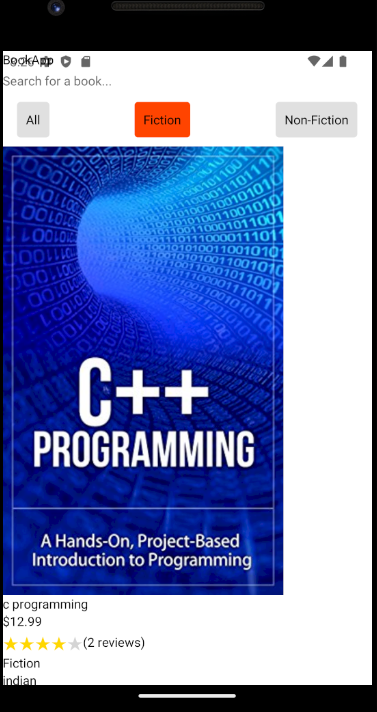 BookApp
Search for a book...
All
Fiction
Non-Fiction
C++
PROGRAMMING
A Hands-On, Project-Based
Introduction to Programming
c programming
$12.99
(2 reviews)
Fiction
indian